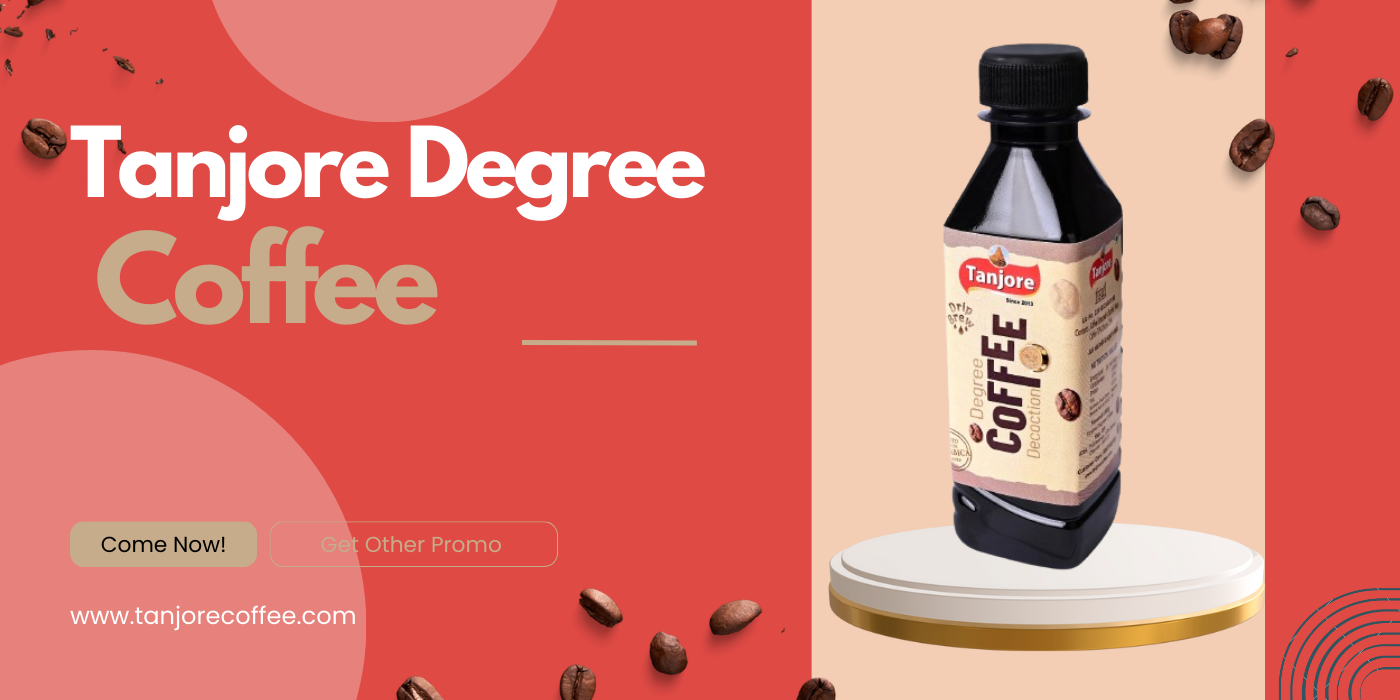 Tanjore Degree
Coffee
Come Now!
Get Other Promo
www.tanjorecoffee.com
Tanjore
Since 2013
Drip
Brew
Degree
CoFFEE
Decoction
Tanjore